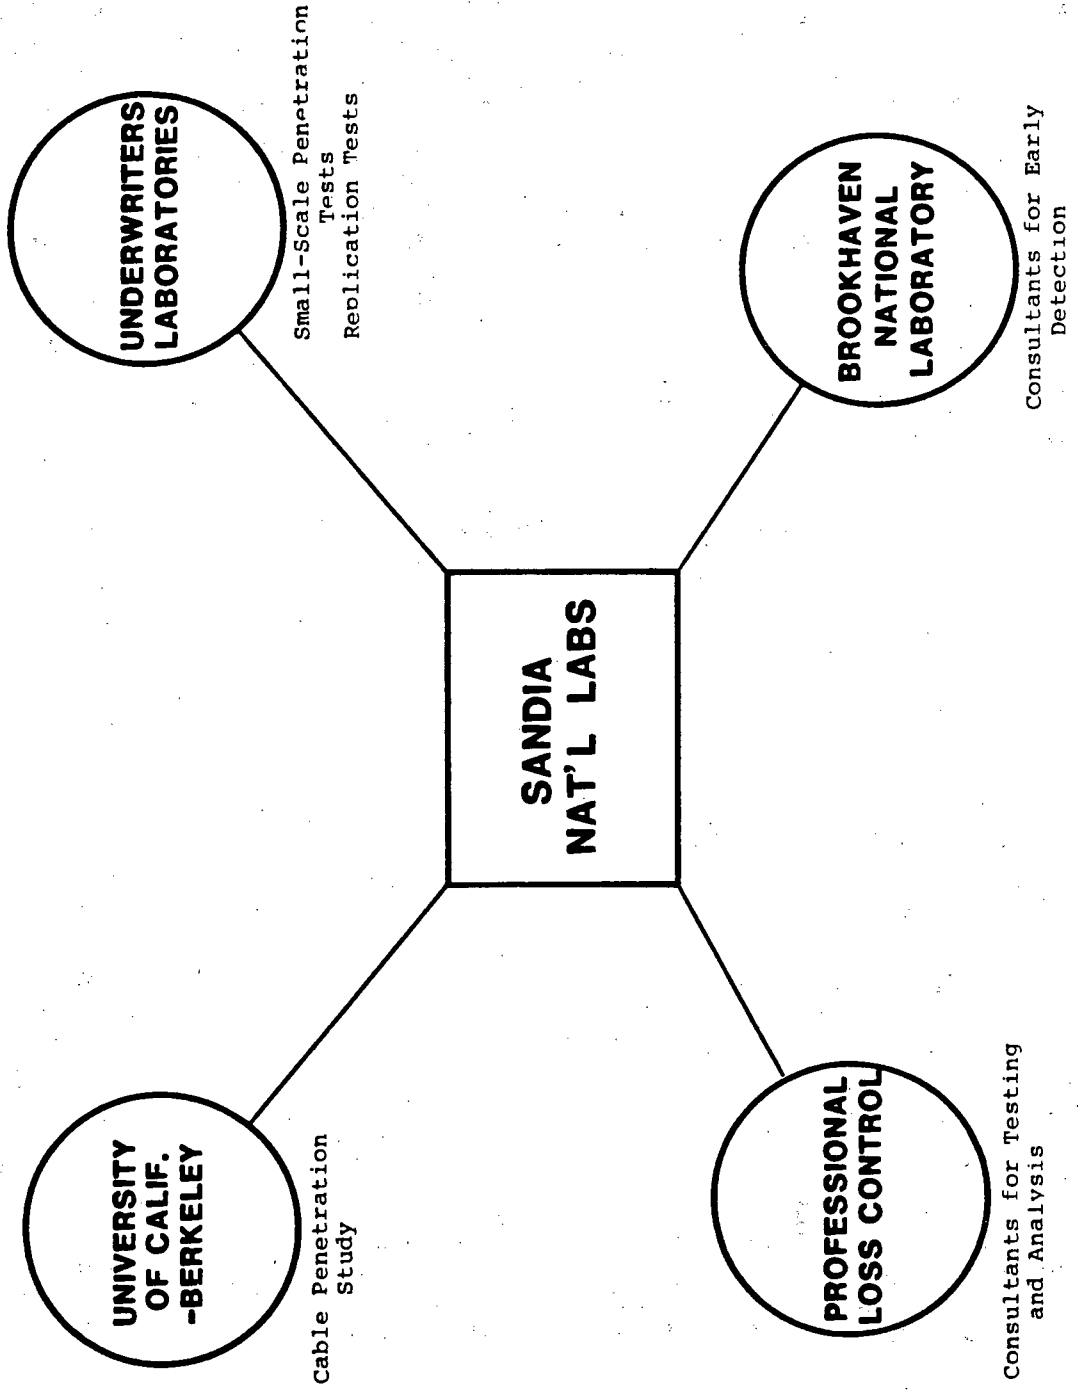 UNIVERSITY
OF CALIF.
-BERKELEY
Cable Penetration
Study
UNDERWRITERS
LABORATORIES
Small-Scale Penetration
Tests
Replication Tests
SANDIA
NAT'L LABS
PROFESSIONAL
LOSS CONTROL
Consultants for Testing
and Analysis
BROOKHAVEN
NATIONAL
LABORATORY
Consultants for Early
Detection